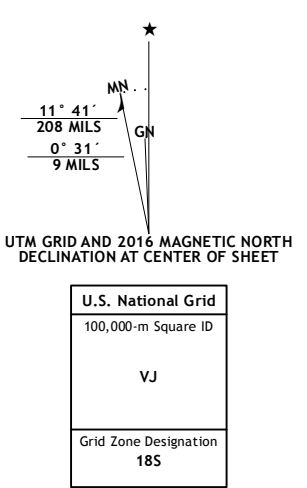 MN
11° 41´
208 MILS
GN
0° 31´
9 MILS
UTM GRID AND 2016 MAGNETIC NORTH
DECLINATION AT CENTER OF SHEET
U.S. National Grid
100,000-m Square ID
VJ
Grid Zone Designation
18S